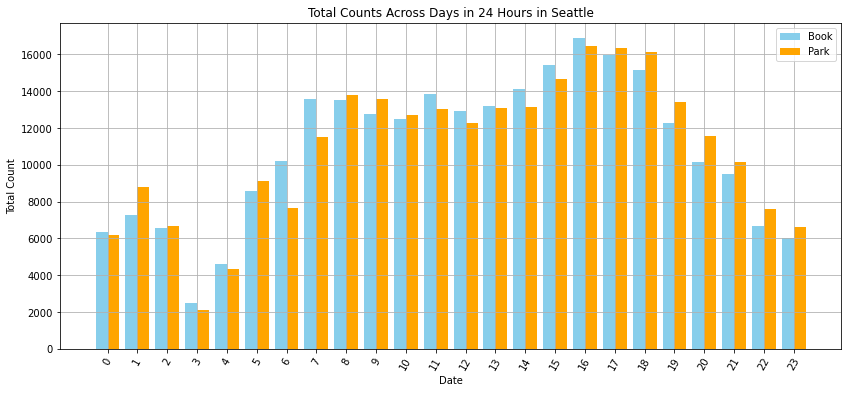 Total Counts Across Days in 24 Hours in Seattle
Book
Park
Total Count
16000
14000
12000
10000
8000
6000
4000
2000
0
0 1 2 3 4 5 6 7 8 9 10 11 12 13 14 15 16 17 18 19 20 21 22 23
Date